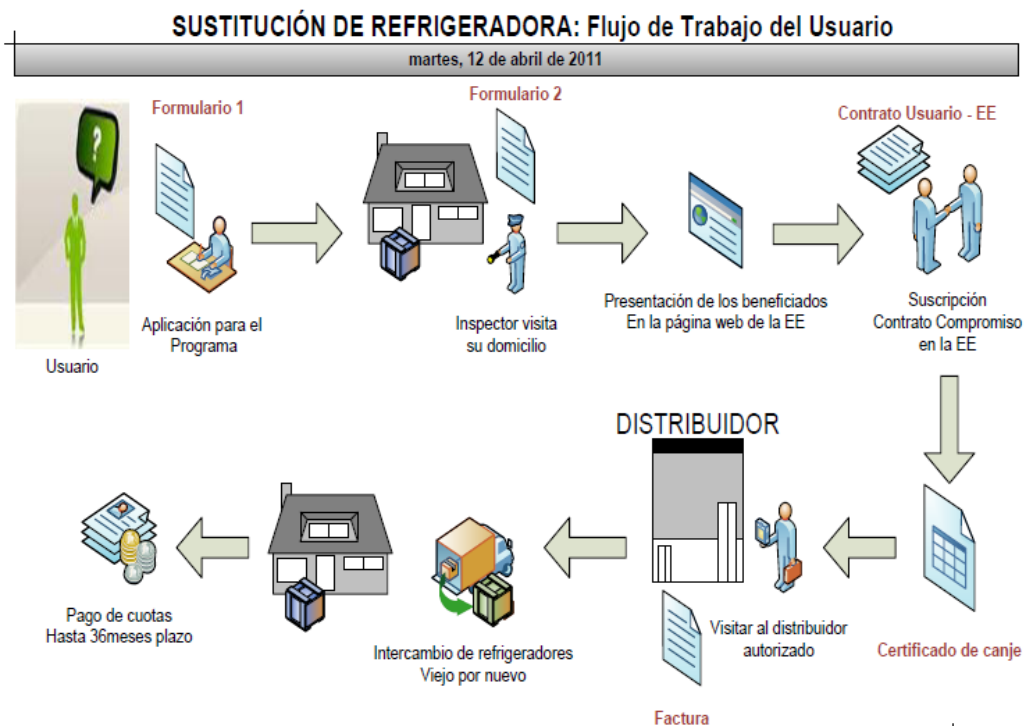 SUSTITUCIÓN DE REFRIGERADORA: Flujo de Trabajo del Usuario
martes, 12 de abril de 2011
Formulario 1
Formulario 2
Contrato Usuario - EE
?
Usuario
Aplicación para el
Programa
Inspector visita
su domicilio
Presentación de los beneficiados
En la página web de la EE
Suscripción
Contrato Compromiso
en la EE
DISTRIBUIDOR
Pago de cuotas
Hasta 36meses plazo
Intercambio de refrigeradores
Viejo por nuevo
Visitar al distribuidor
autorizado
Certificado de canje
Factura